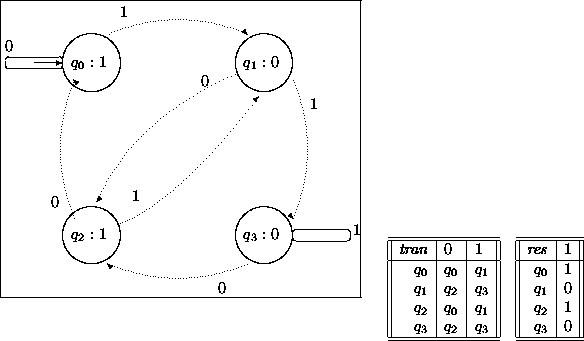 1
0
q₀ : 1
q₁ : 0
0
1
0
1
q₂ : 1
q₃ : 0
1
0
tran 0 1
q₀ q₀ q₁
q₁ q₂ q₃
q₂ q₀ q₁
q₃ q₂ q₃
res 1
q₀ 1
q₁ 0
q₂ 1
q₃ 0